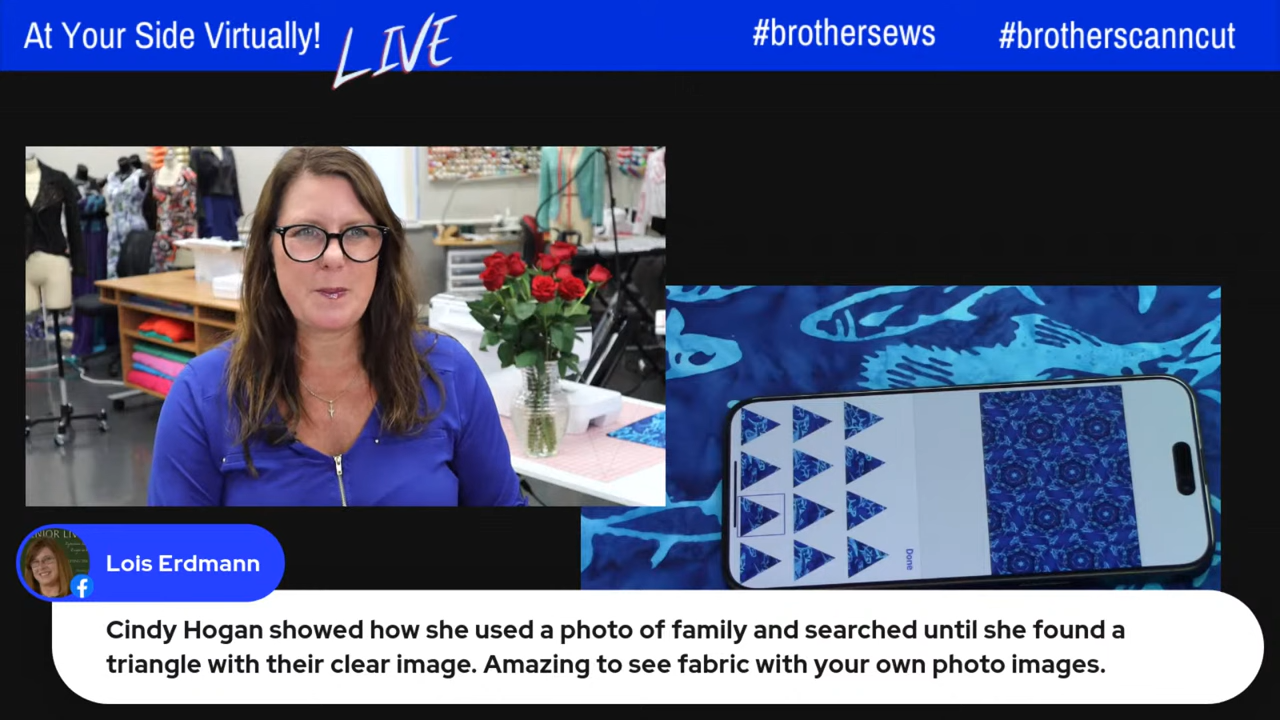 At Your Side Virtually! LIVE
#brothersews #brotherscanncut
Done
Lois Erdmann
Cindy Hogan showed how she used a photo of family and searched until she found a
triangle with their clear image. Amazing to see fabric with your own photo images.